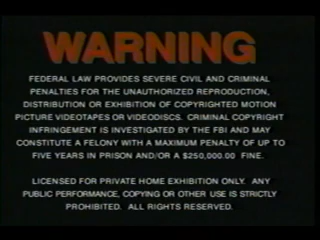 WARNING
FEDERAL LAW PROVIDES SEVERE CIVIL AND CRIMINAL
PENALTIES FOR THE UNAUTHORIZED REPRODUCTION,
DISTRIBUTION OR EXHIBITION OF COPYRIGHTED MOTION
PICTURE VIDEOTAPES OR VIDEODISCS. CRIMINAL COPYRIGHT
INFRINGEMENT IS INVESTIGATED BY THE FBI AND MAY
CONSTITUTE A FELONY WITH A MAXIMUM PENALTY OF UP TO
FIVE YEARS IN PRISON AND/OR A $250,000.00 FINE.
LICENSED FOR PRIVATE HOME EXHIBITION ONLY. ANY
PUBLIC PERFORMANCE, COPYING OR OTHER USE IS STRICTLY
PROHIBITED. ALL RIGHTS RESERVED.